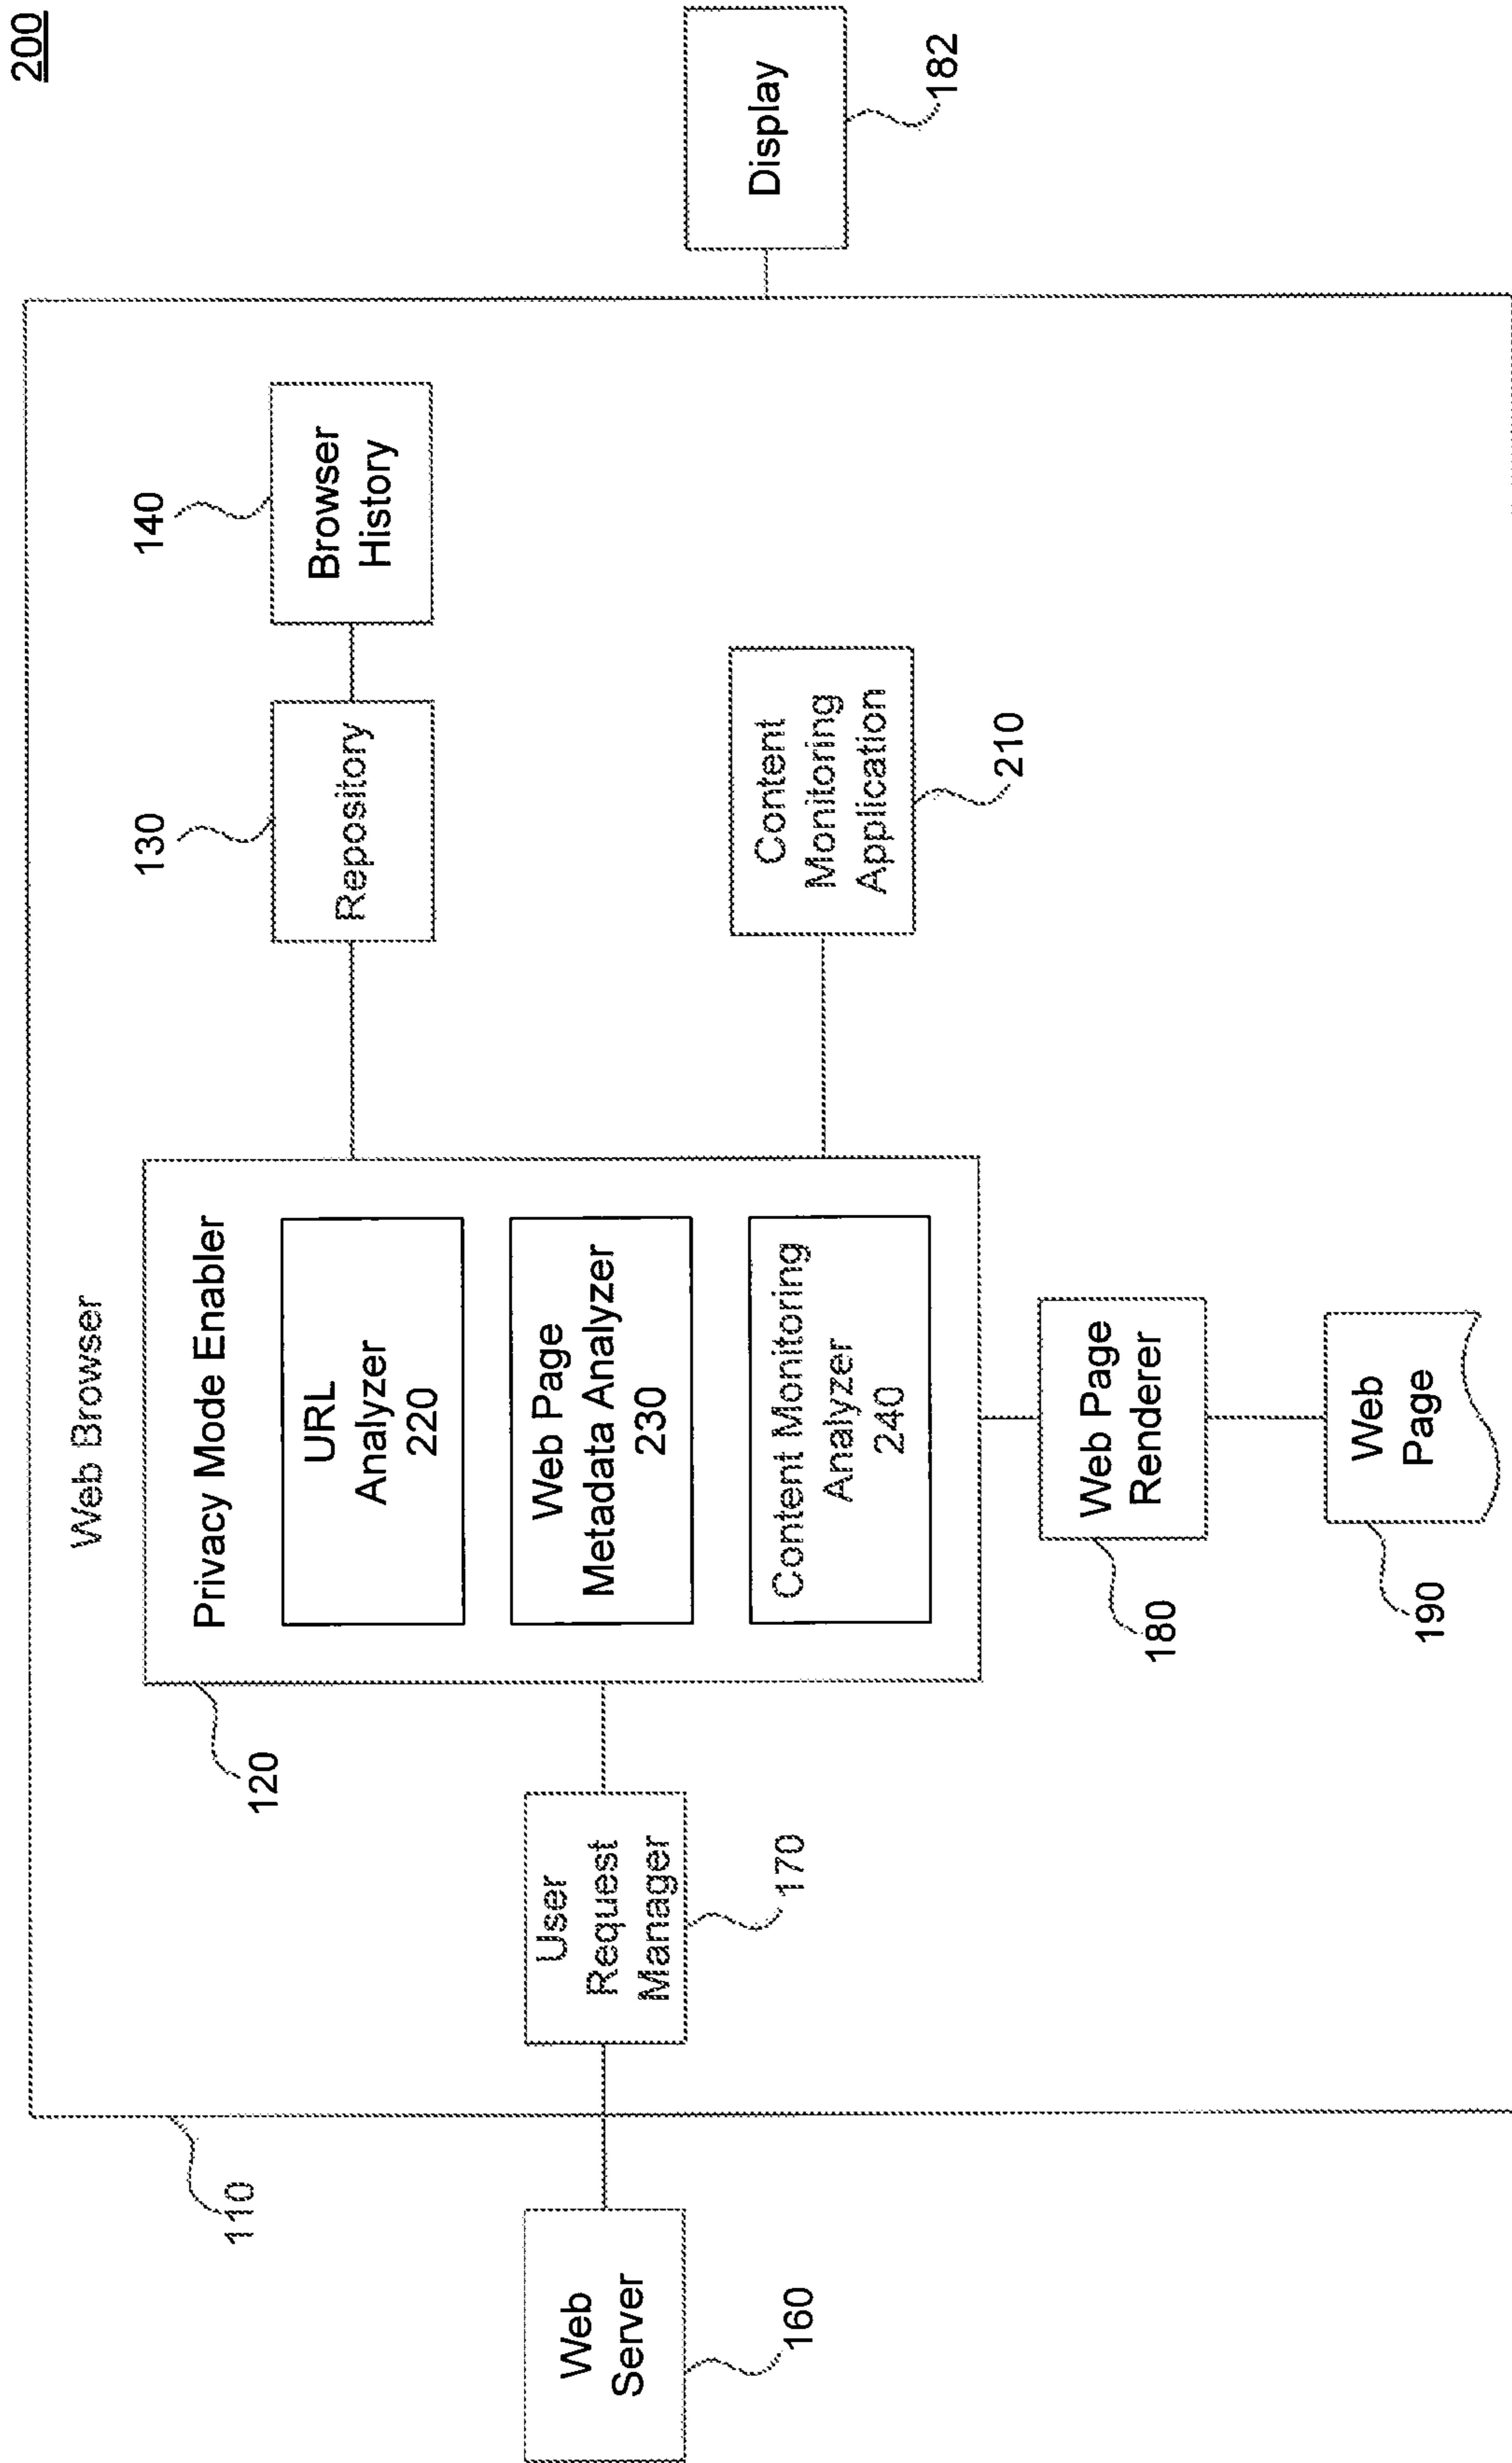 200
Web Browser
110
Privacy Mode Enabler
120
URL
Analyzer
220
Web Page
Metadata Analyzer
230
Content Monitoring
Analyzer
240
Repository
130
Browser
History
140
Content
Monitoring
Application
210
Web
Server
160
User
Request
Manager
170
Display
182
Web Page
Renderer
180
Web
Page
190